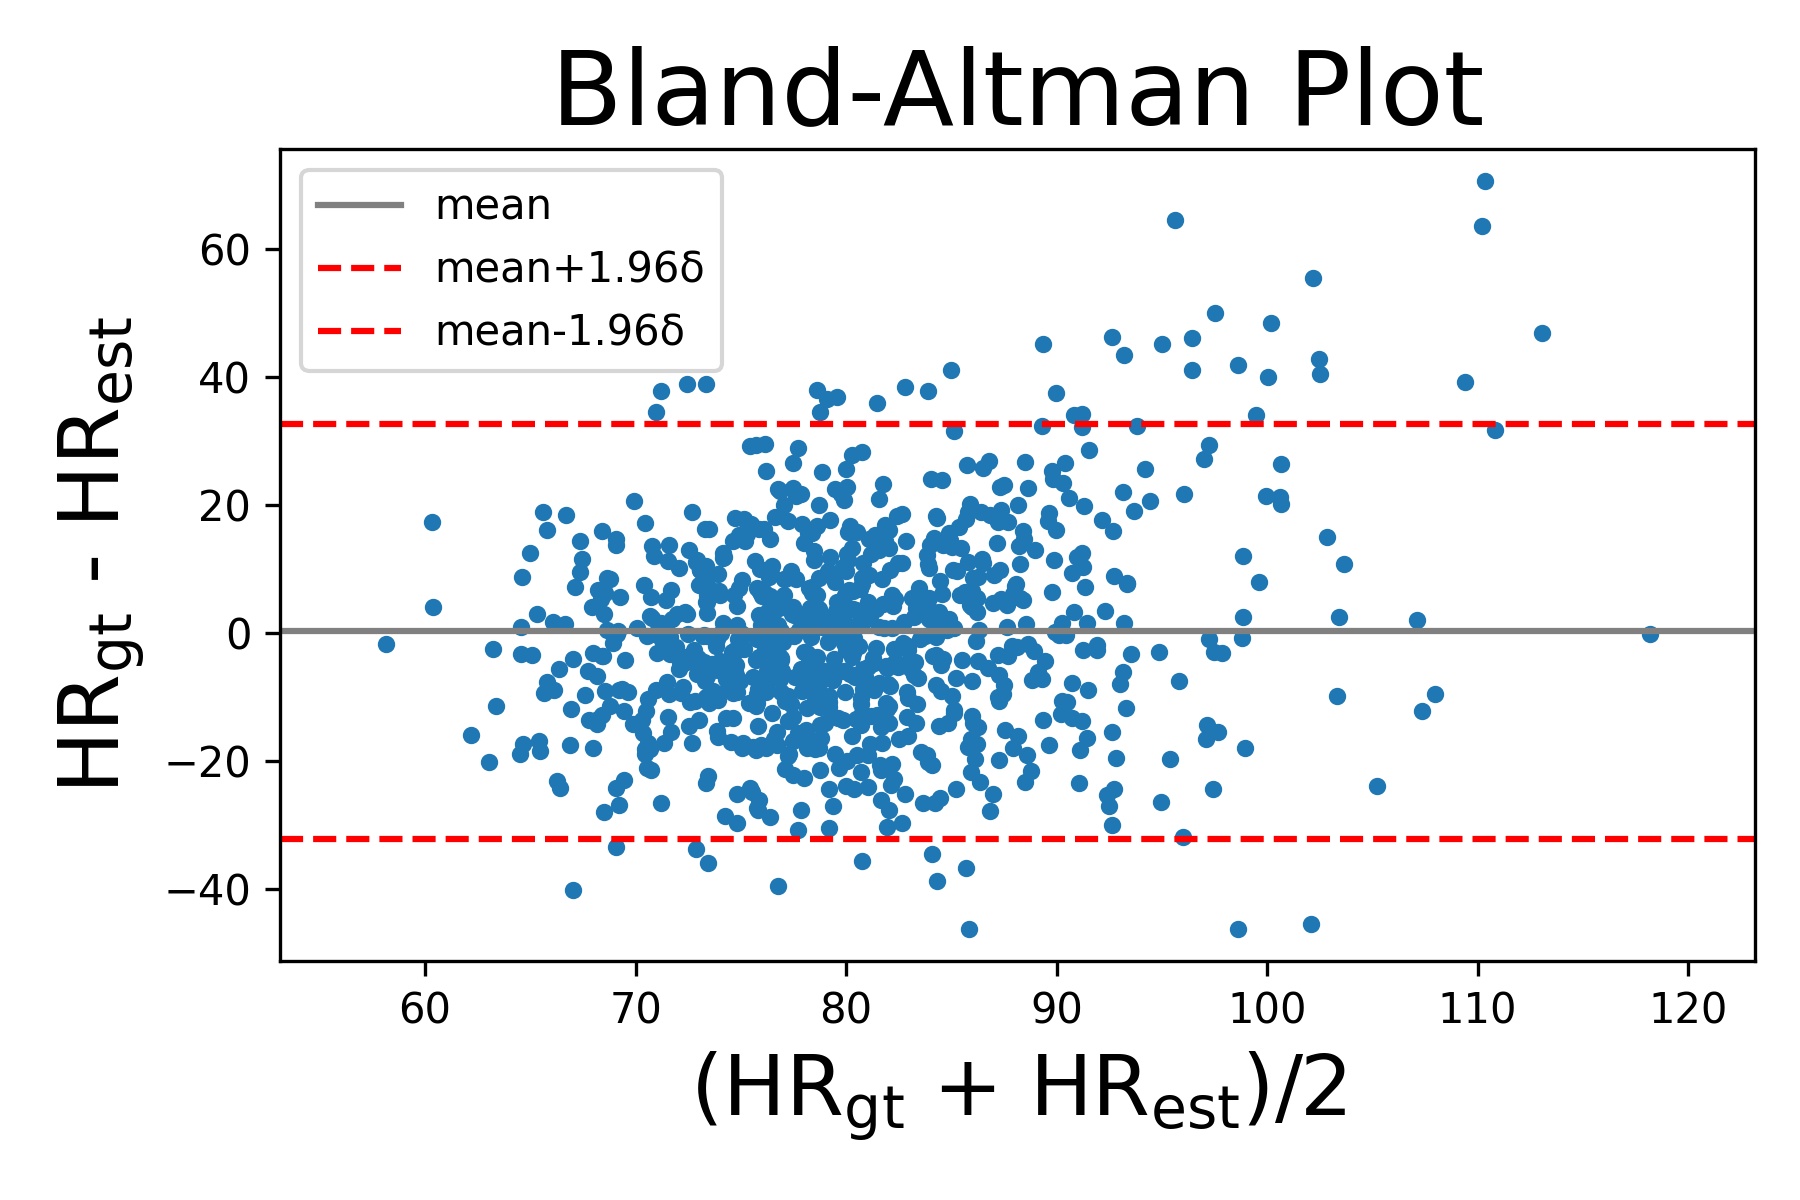 Bland-Altman Plot
mean
mean+1.96δ
mean-1.96δ
HRgt - HRest
60
40
20
0
−20
−40
60 70 80 90 100 110 120
(HRgt + HRest)/2